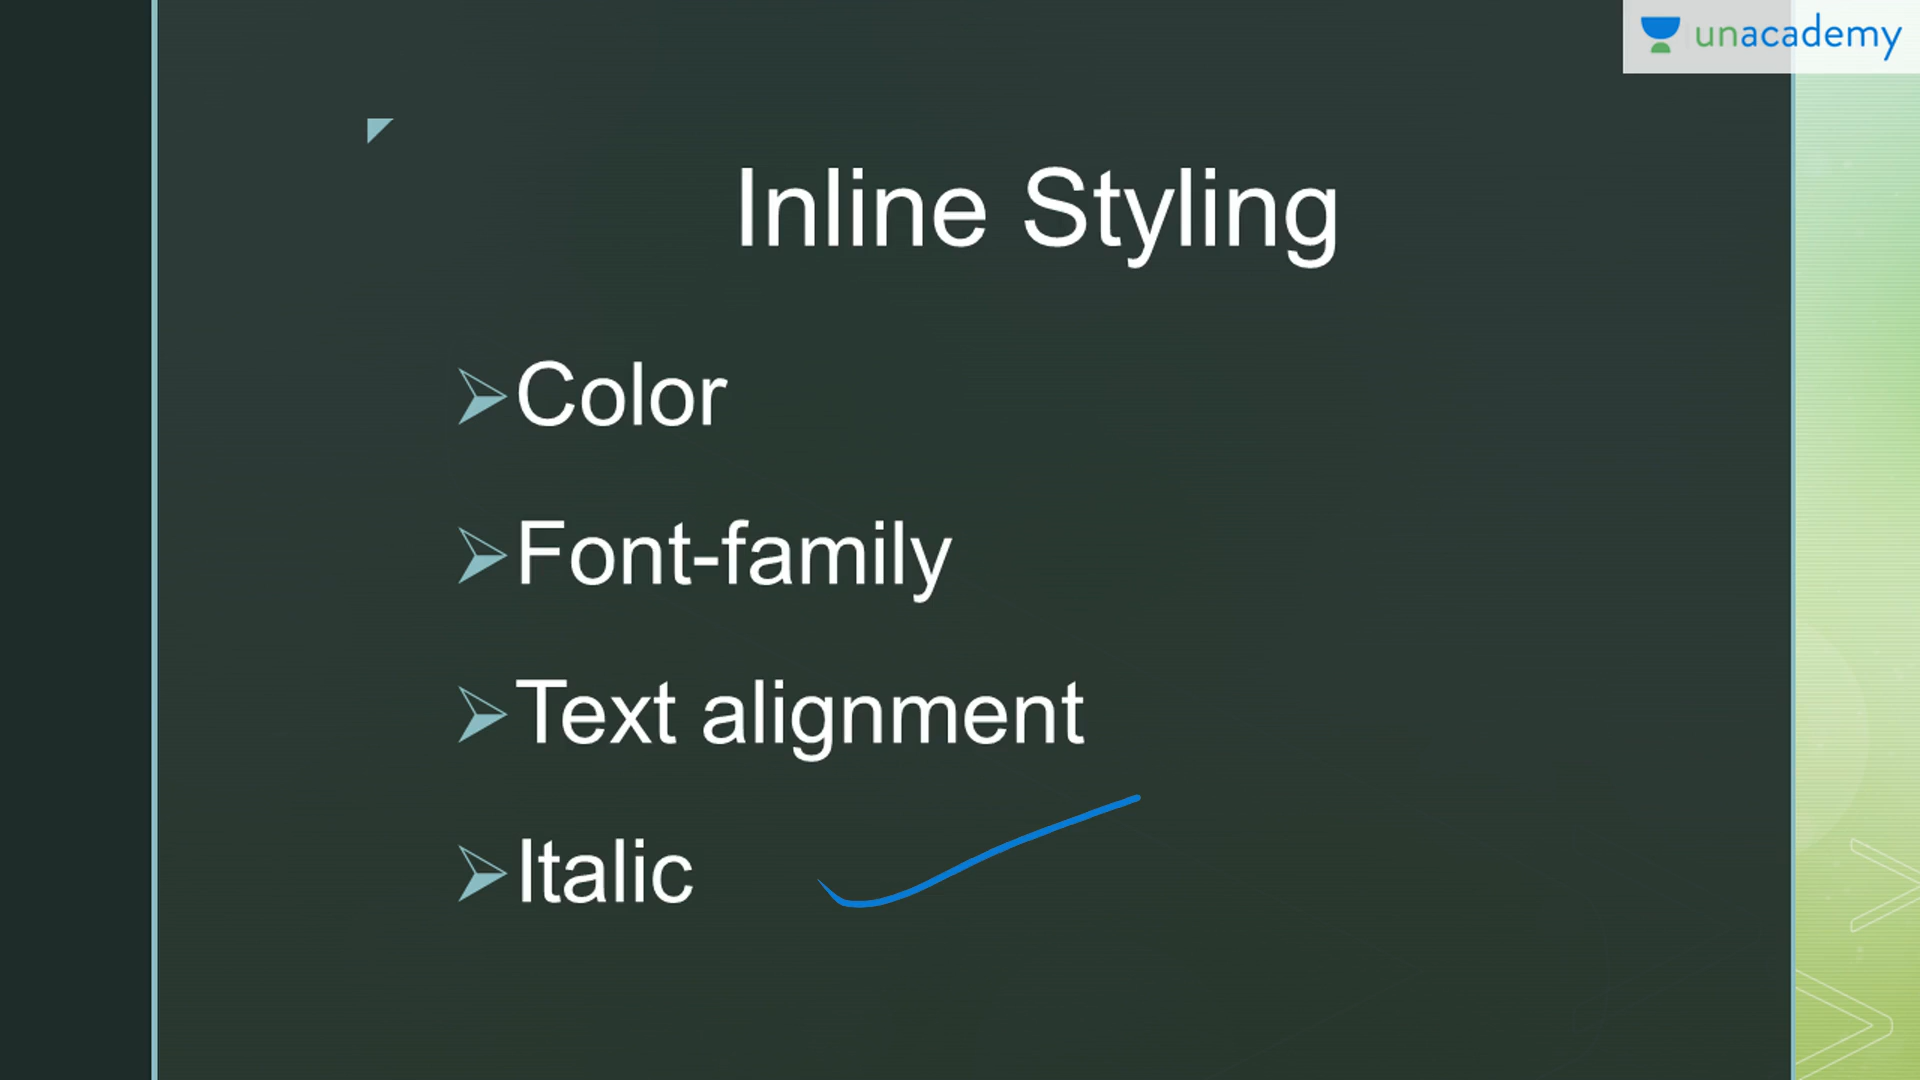 unacademy
Inline Styling
Color
Font-family
Text alignment
Italic